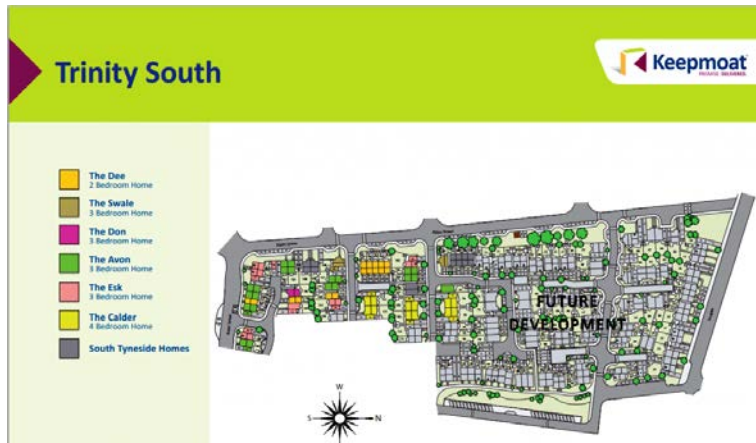 Trinity South
Keepmoat
The Dee
2 Bedroom Home
The Swale
3 Bedroom Home
The Don
3 Bedroom Home
The Avon
3 Bedroom Home
The Esk
3 Bedroom Home
The Calder
4 Bedroom Home
South Tyneside Homes
FUTURE
DEVELOPMENT
W
S
N